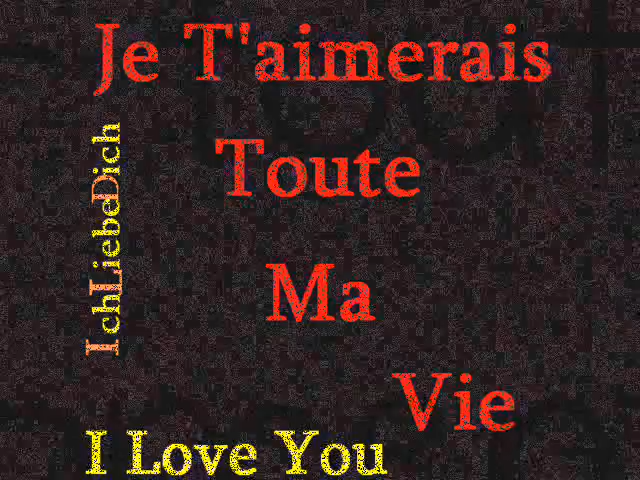 Je T'aimerais
Toute
Ma
Vie
IchLiebeDich
I Love You